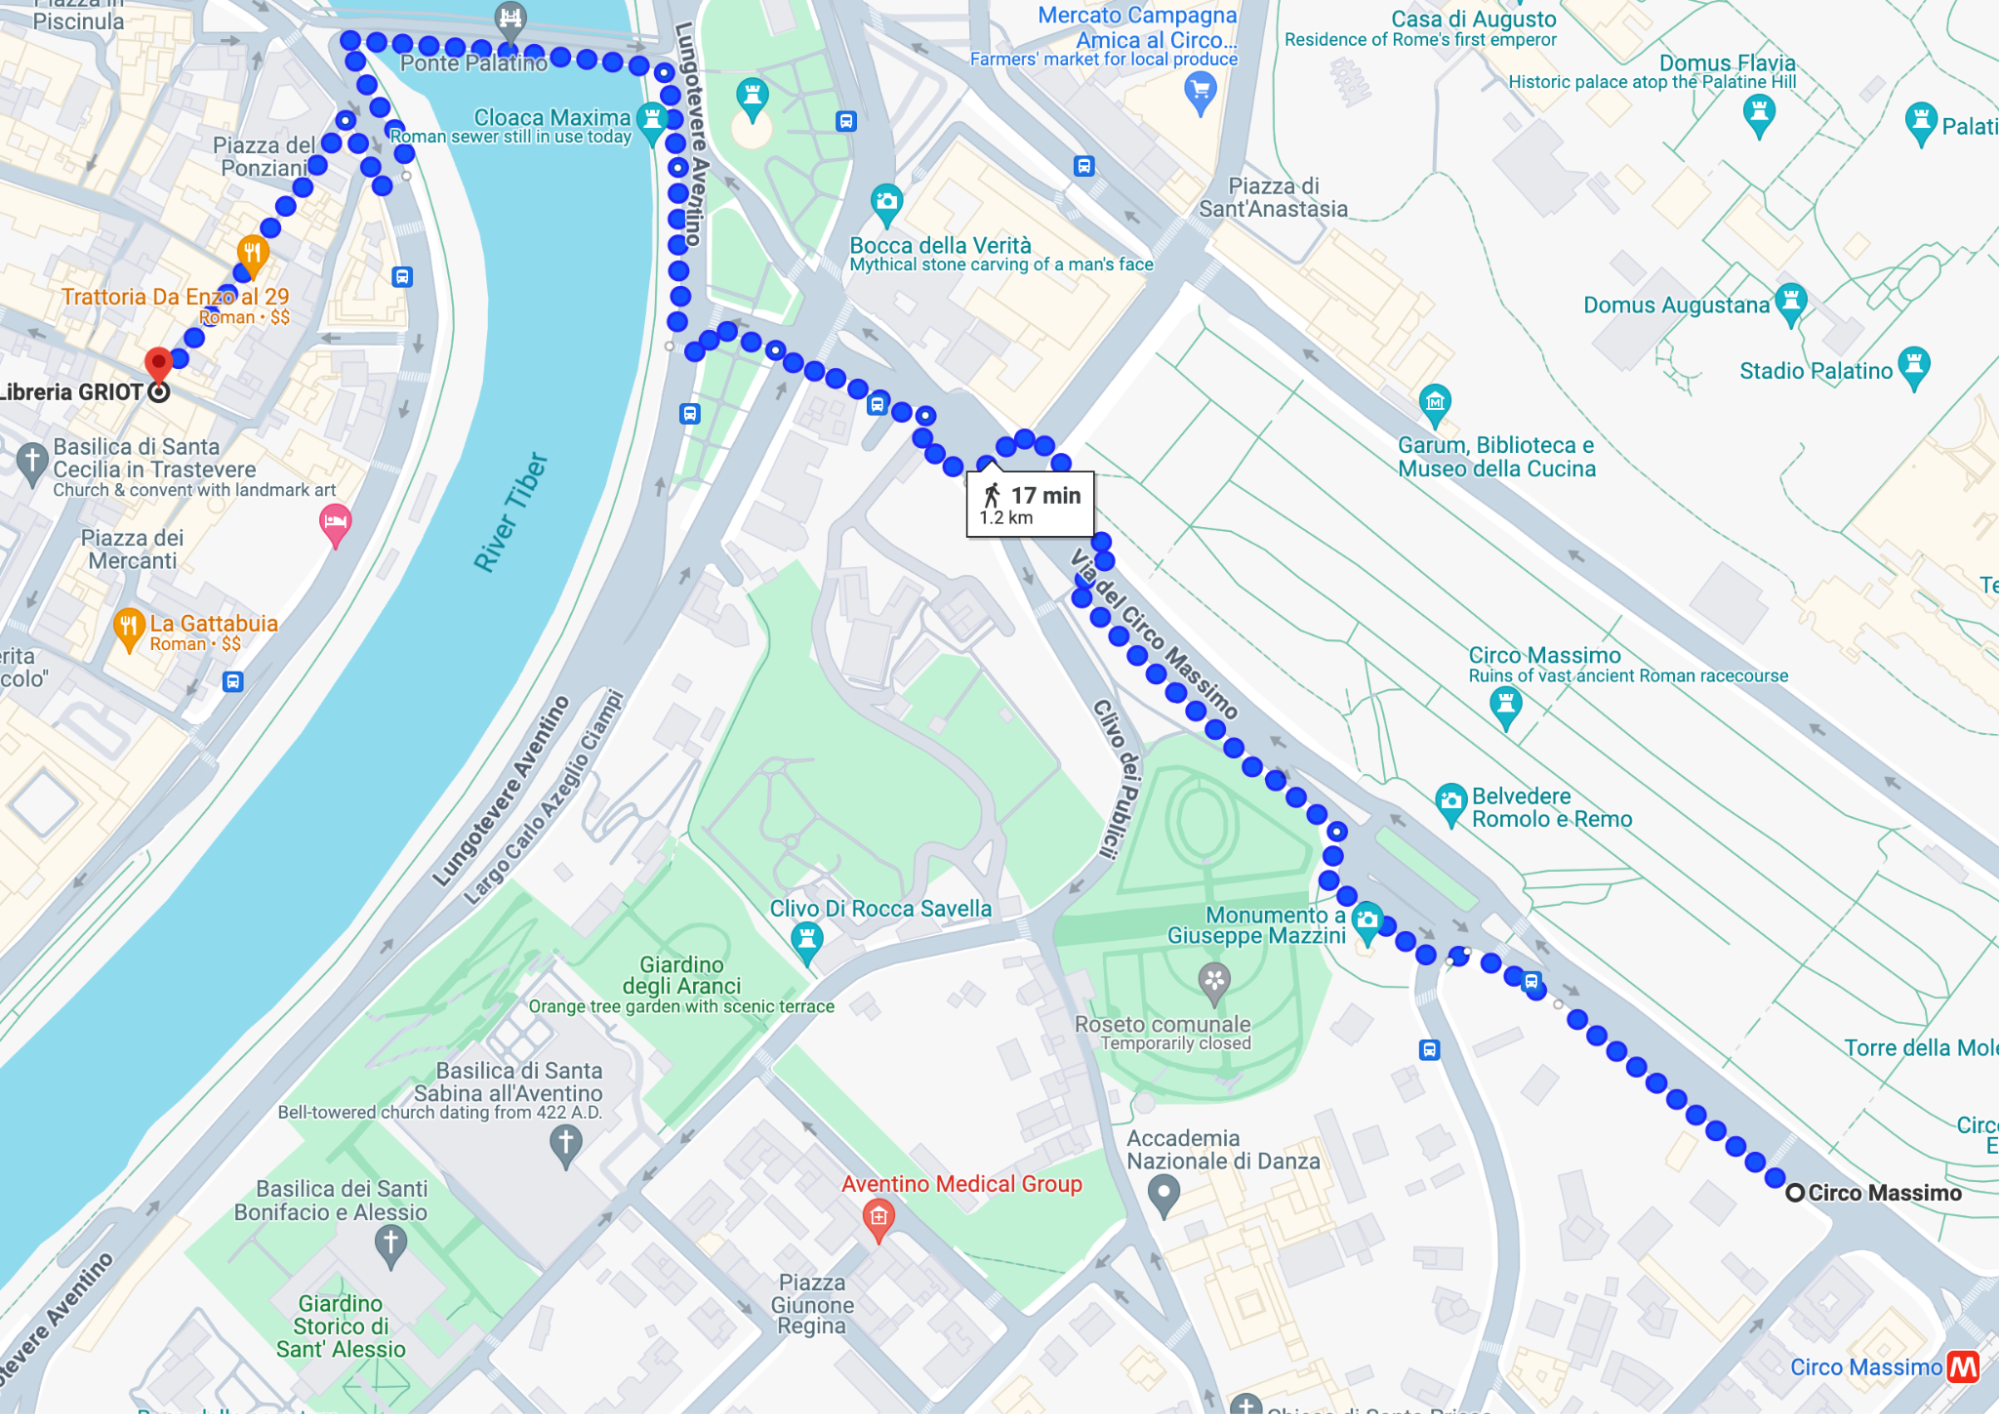 Piazza in
Piscinula
Ponte Palatino
Lungotevere Aventino
Mercato Campagna
Amica al Circo...
Farmers' market for local produce
Casa di Augusto
Residence of Rome's first emperor
Domus Flavia
Historic palace atop the Palatine Hill
Palati
Cloaca Maxima
Roman sewer still in use today
Piazza del
Ponziani
Piazza di
Sant'Anastasia
Bocca della Verità
Mythical stone carving of a man's face
Trattoria Da Enzo al 29
Roman • $$
Domus Augustana
Stadio Palatino
Libreria GRIOT
Basilica di Santa
Cecilia in Trastevere
Church & convent with landmark art
Garum, Biblioteca e
Museo della Cucina
River Tiber
17 min
1.2 km
Piazza dei
Mercanti
Via del Circo Massimo
Te
La Gattabuia
Roman • $$
erita
colo"
Circo Massimo
Ruins of vast ancient Roman racecourse
Lungotevere Aventino
Largo Carlo Azeglio Ciampi
Clivo dei Publicii
Belvedere
Romolo e Remo
Clivo Di Rocca Savella
Monumento a
Giuseppe Mazzini
Giardino
degli Aranci
Orange tree garden with scenic terrace
Roseto comunale
Temporarily closed
Torre della Mole
Basilica di Santa
Sabina all'Aventino
Bell-towered church dating from 422 A.D.
Circ
E
Accademia
Nazionale di Danza
Aventino Medical Group
Basilica dei Santi
Bonifacio e Alessio
Circo Massimo
Piazza
Giunone
Regina
Giardino
Storico di
Sant' Alessio
otevere Aventino
Circo Massimo
M